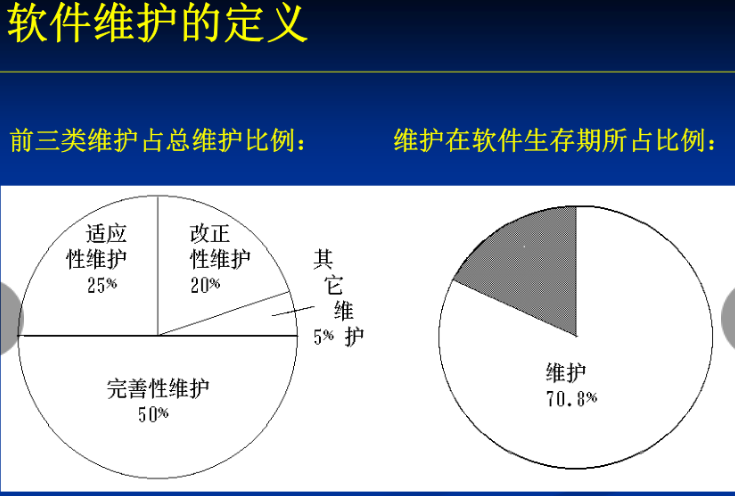 软件维护的定义
前三类维护占总维护比例：
维护在软件生存期所占比例：
适应
性维护
25%
改正
性维护
20%
其
它
维
5% 护
完善性维护
50%
维护
70.8%